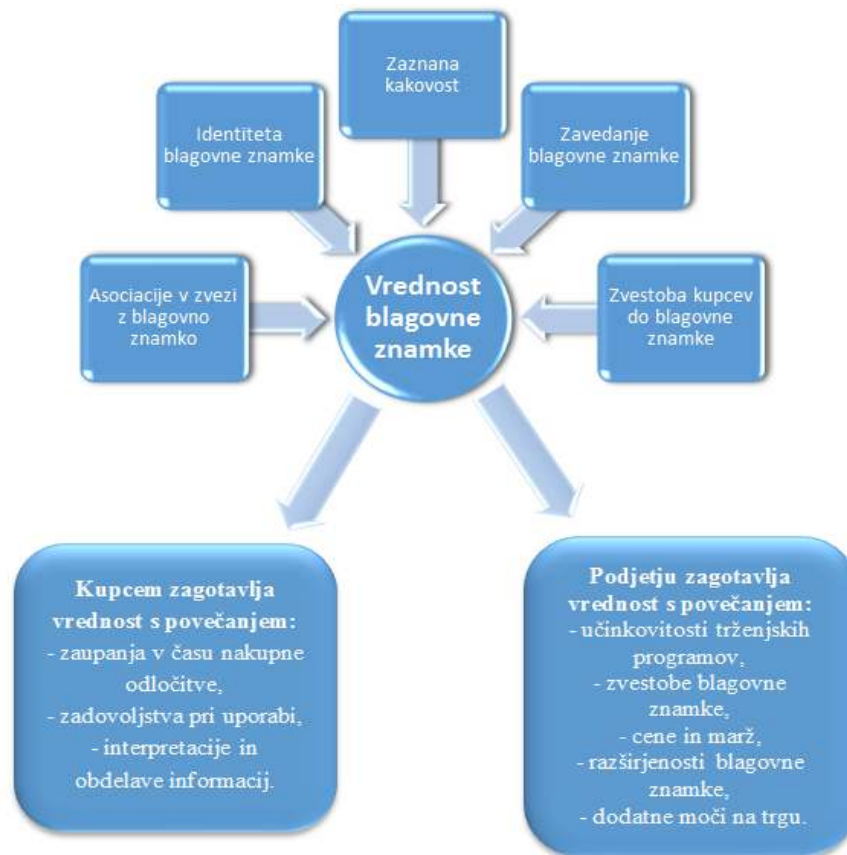 Zaznana
kakovost
Identiteta
blagovne znamke
Zavedanje
blagovne znamke
Asociacije v zvezi
z blagovno
znamko
Vrednost
blagovne
znamke
Zvestoba kupcev
do blagovne
znamke
Kupcem zagotavlja
vrednost s povečanjem:
- zaupanja v času nakupne
odločitve,
- zadovoljstva pri uporabi,
- interpretacije in
obdelave informacij.
Podjetju zagotavlja
vrednost s povečanjem:
- učinkovitosti trženjskih
programov,
- zvestobe blagovne
znamke,
- cene in marž,
- razširjenosti blagovne
znamke,
- dodatne moči na trgu.